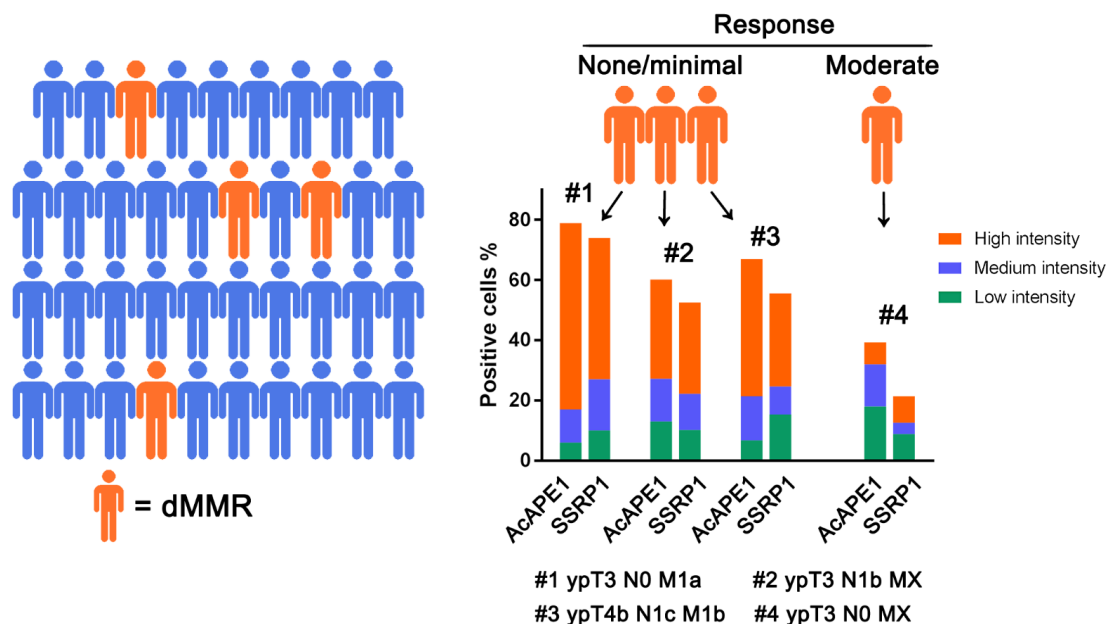 Response
None/minimal
Moderate
#1
#2
#3
#4
High intensity
Medium intensity
Low intensity
Positive cells %
80
60
40
20
0
AcAPE1
SSRP1
AcAPE1
SSRP1
AcAPE1
SSRP1
AcAPE1
SSRP1
= dMMR
#1 ypT3 N0 M1a
#2 ypT3 N1b MX
#3 ypT4b N1c M1b
#4 ypT3 N0 MX